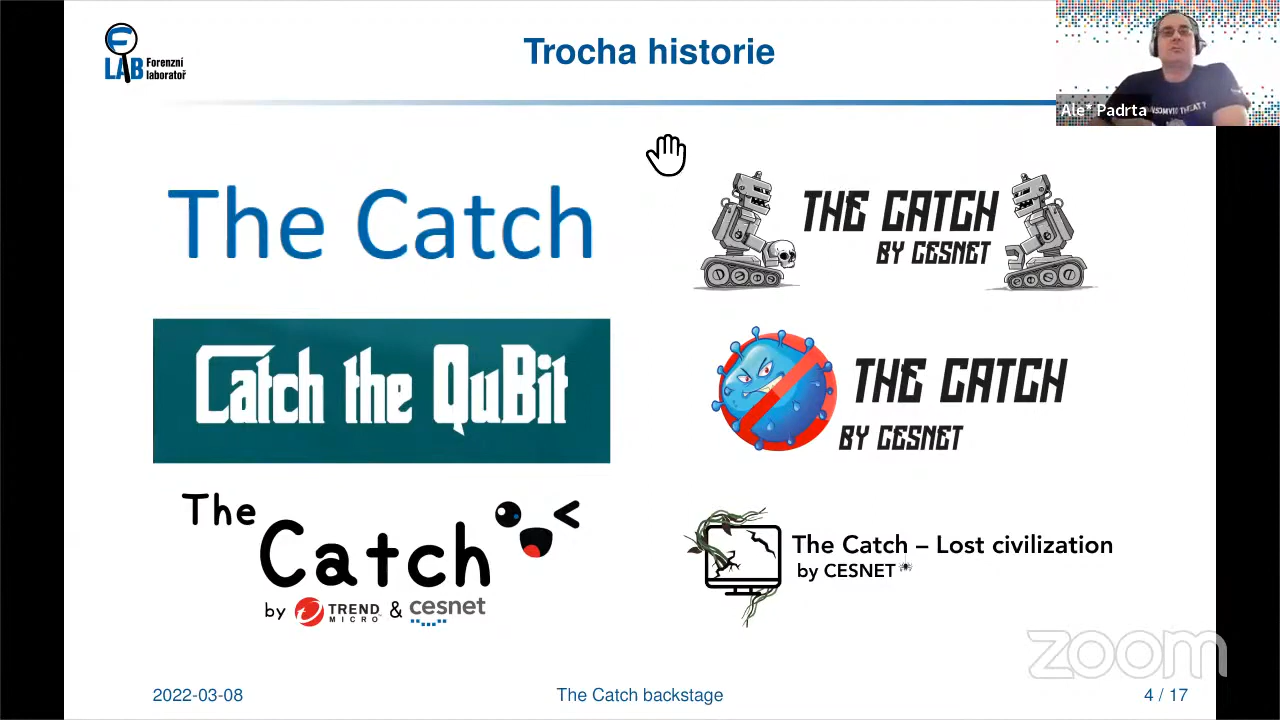 Trocha historie
LAB Forenzní
laboratoř
Ale* Padrta
The Catch
THE CATCH
BY CESNET
Catch the QuBit
THE CATCH
BY CESNET
The
Catch
by TREND MICRO & cesnet
The Catch – Lost civilization
by CESNET
zoom
2022-03-08
The Catch backstage
4 / 17